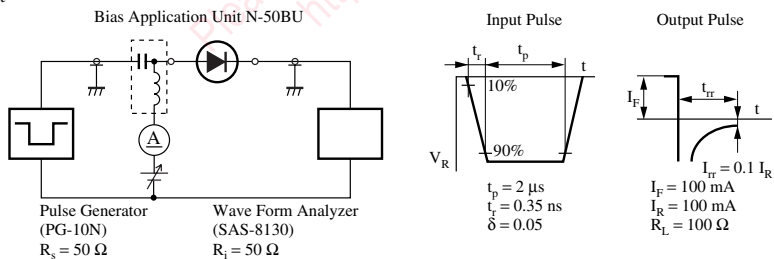 Bias Application Unit N-50BU
A
Pulse Generator
(PG-10N)
R_s = 50 Ω
Wave Form Analyzer
(SAS-8130)
R_i = 50 Ω
Input Pulse
t_r
t_p
t
10%
90%
V_R
t_p = 2 μs
t_r = 0.35 ns
δ = 0.05
Output Pulse
I_F
t_rr
t
I_rr = 0.1 I_R
I_F = 100 mA
I_R = 100 mA
R_L = 100 Ω